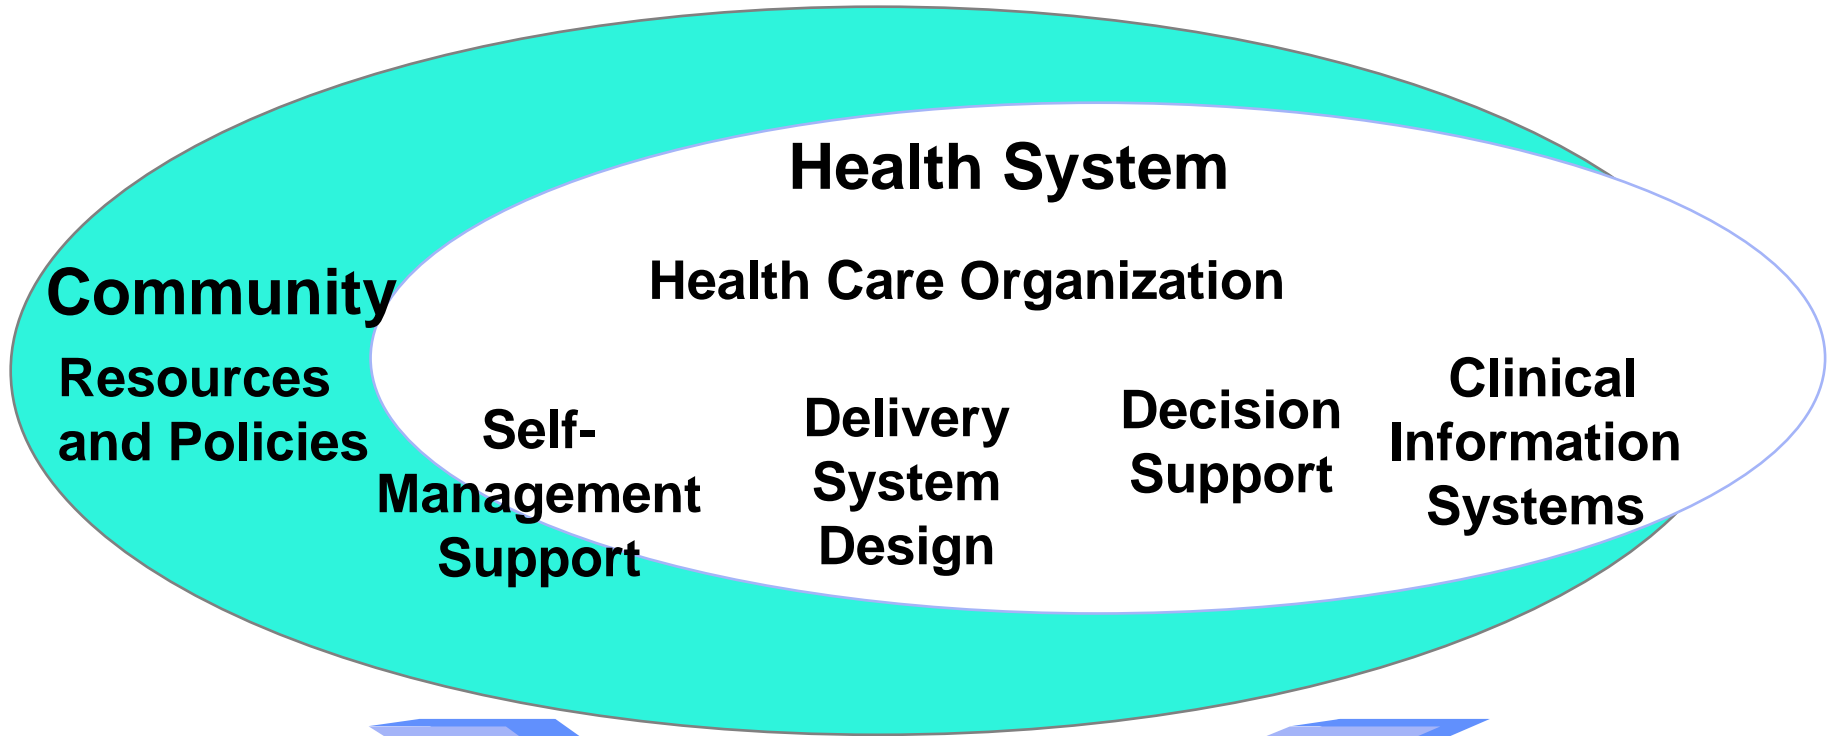 Health System
Health Care Organization
Community
Resources
and Policies
Self-
Management
Support
Delivery
System
Design
Decision
Support
Clinical
Information
Systems